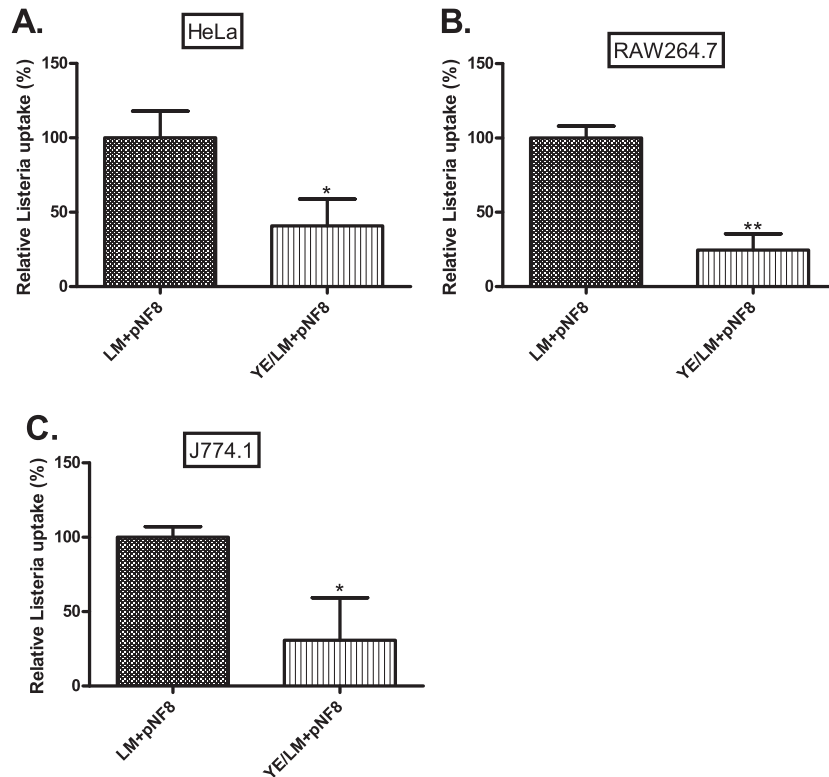 A.
HeLa
Relative Listeria uptake (%)
150
100
50
0
*
LM+pNF8
YE/LM+pNF8
B.
RAW264.7
Relative Listeria uptake (%)
150
100
50
0
**
LM+pNF8
YE/LM+pNF8
C.
J774.1
Relative Listeria uptake (%)
150
100
50
0
*
LM+pNF8
YE/LM+pNF8